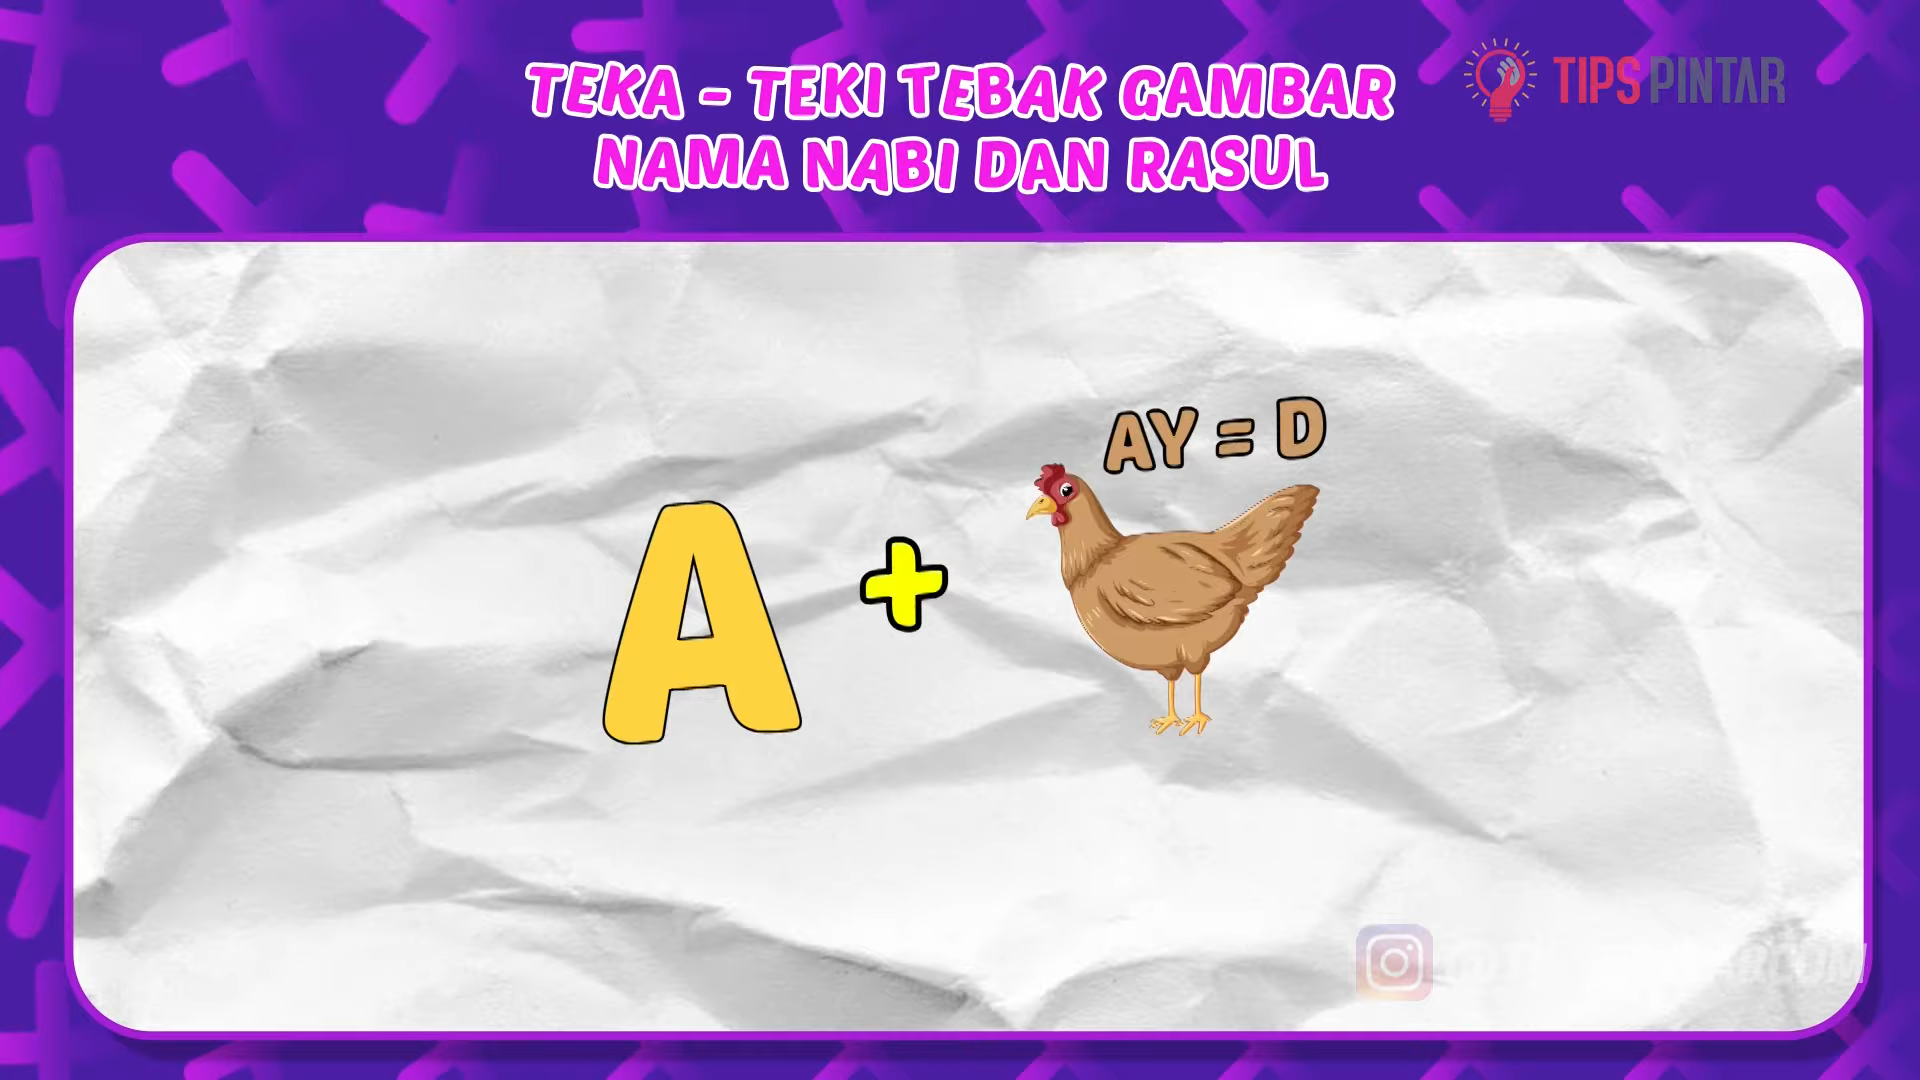 TEKA - TEKI TEBAK GAMBAR
NAMA NABI DAN RASUL
TIPS PINTAR
AY = D
A +